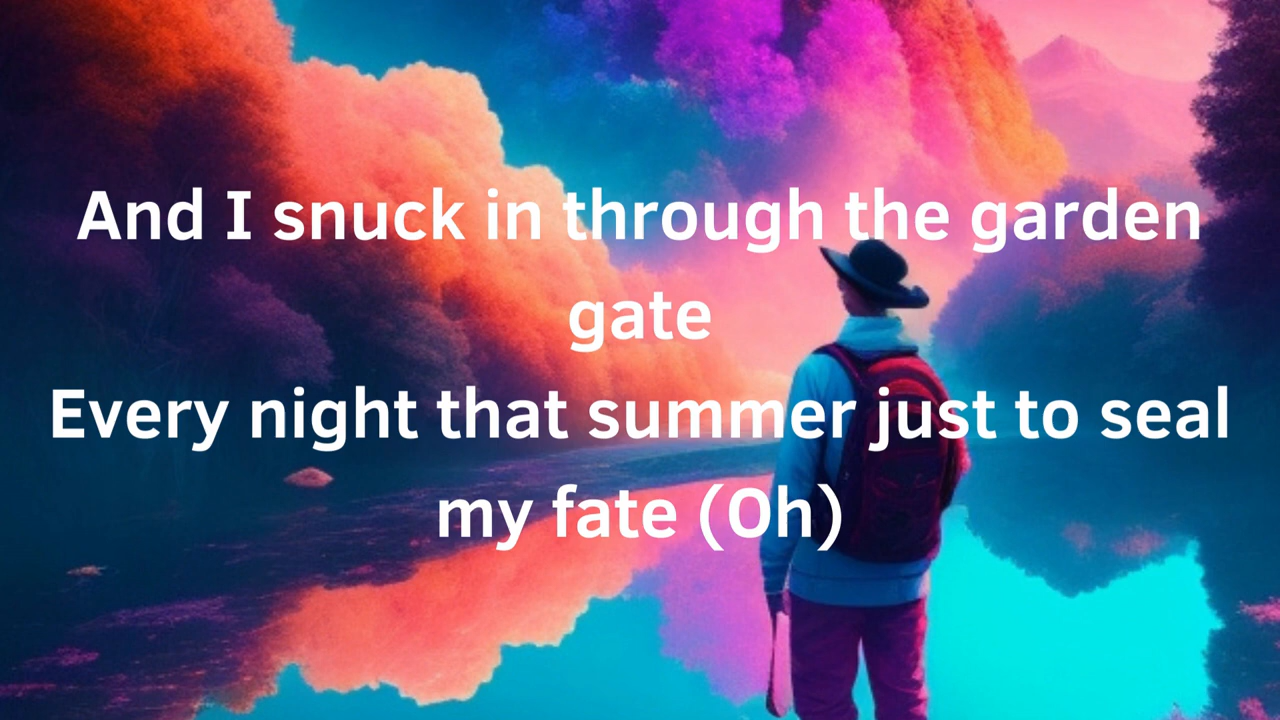 And I snuck in through the garden
gate
Every night that summer just to seal
my fate (Oh)